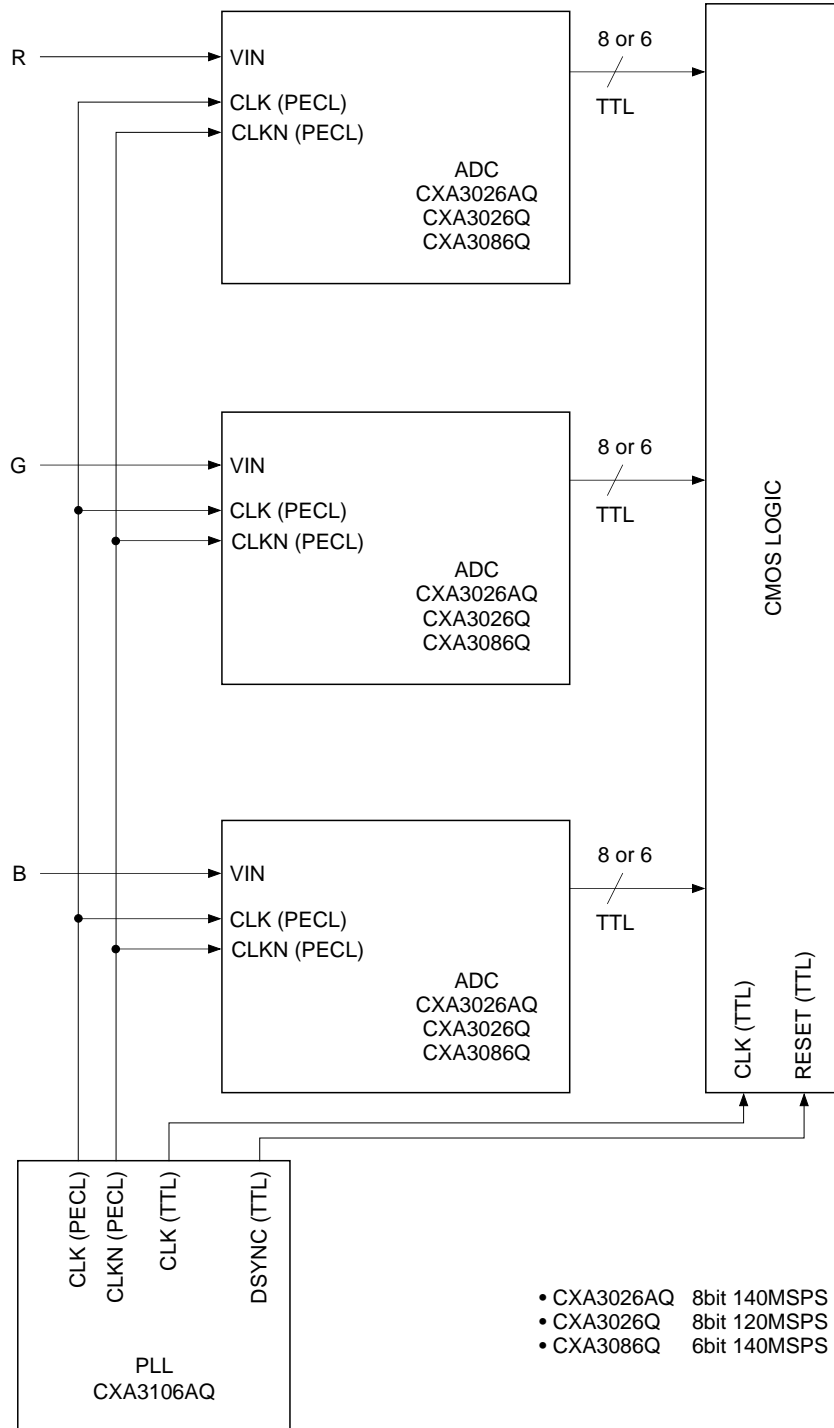 R
VIN
CLK (PECL)
CLKN (PECL)
ADC
CXA3026AQ
CXA3026Q
CXA3086Q
8 or 6
TTL
G
VIN
CLK (PECL)
CLKN (PECL)
ADC
CXA3026AQ
CXA3026Q
CXA3086Q
8 or 6
TTL
CMOS LOGIC
B
VIN
CLK (PECL)
CLKN (PECL)
ADC
CXA3026AQ
CXA3026Q
CXA3086Q
8 or 6
TTL
CLK (TTL)
RESET (TTL)
CLK (PECL)
CLKN (PECL)
CLK (TTL)
DSYNC (TTL)
PLL
CXA3106AQ
• CXA3026AQ 8bit 140MSPS
• CXA3026Q 8bit 120MSPS
• CXA3086Q 6bit 140MSPS